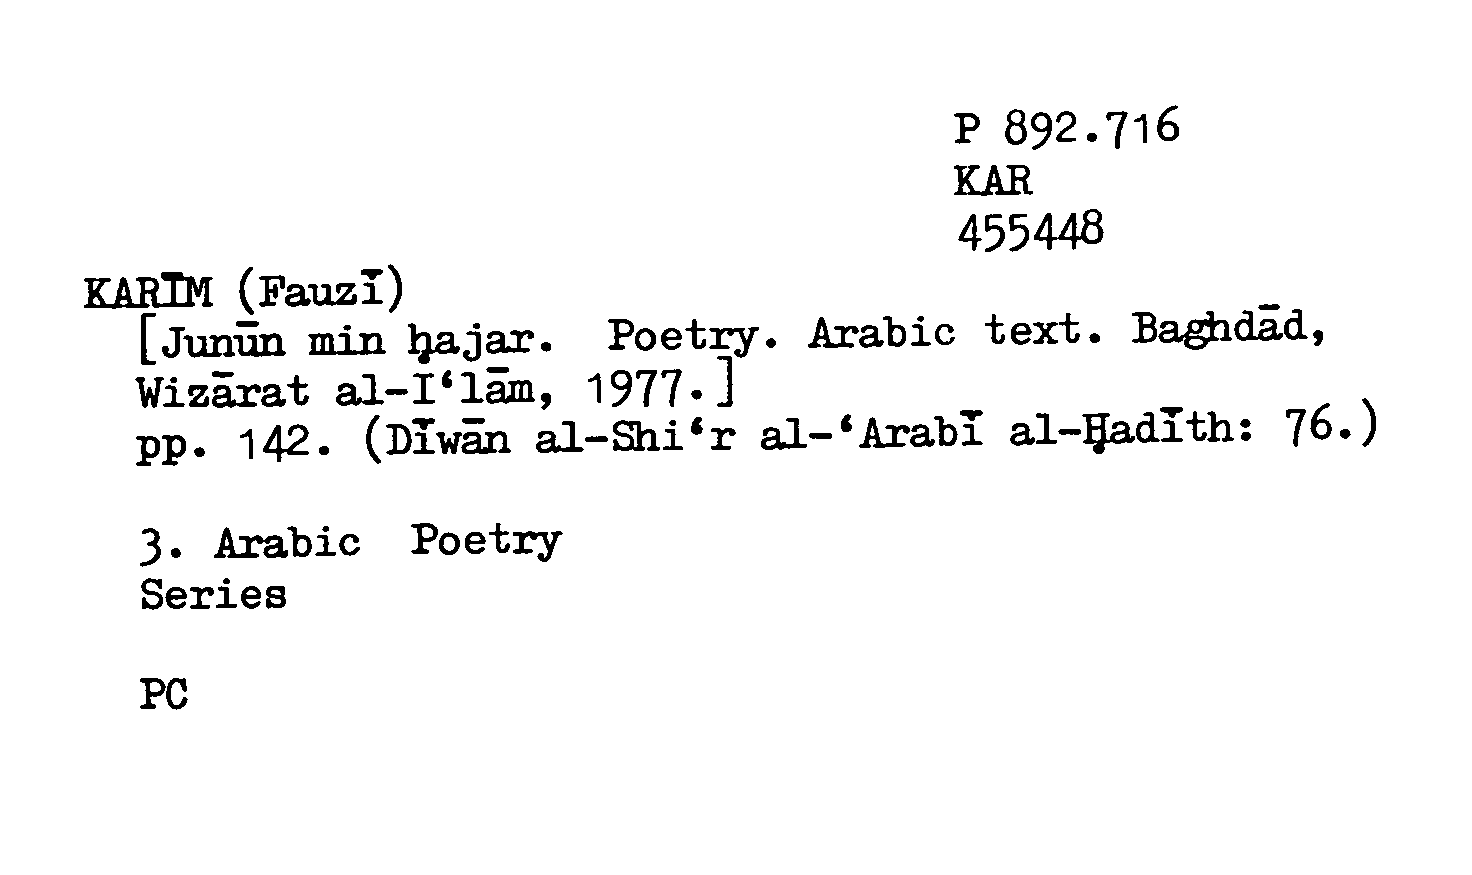 P 892.716
KAR
455448
KARĪM (Fauzī)
[Junūn min ḥajar. Poetry. Arabic text. Baghdād,
Wizārat al-I‘lām, 1977.]
pp. 142. (Dīwān al-Shi‘r al-‘Arabī al-Ḥadīth: 76.)
3. Arabic Poetry
Series
PC